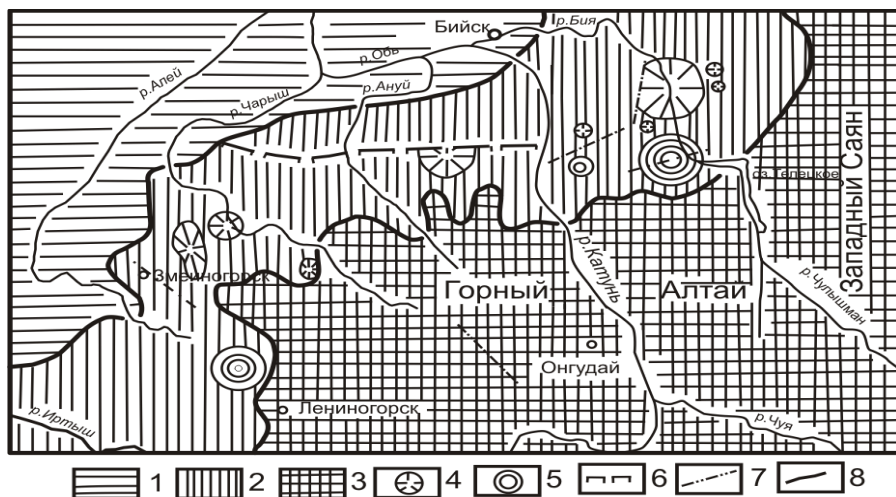 Бийск
р.Бия
р.Обь
р.Алей
р.Ануй
р.Чарыш
оз.Телецкое
Западный Саян
Змеиногорск
р.Катунь
Горный Алтай
р.Чулышман
Онгудай
Лениногорск
р.Иртыш
р.Чуя
1 2 3 4 5 6 7 8